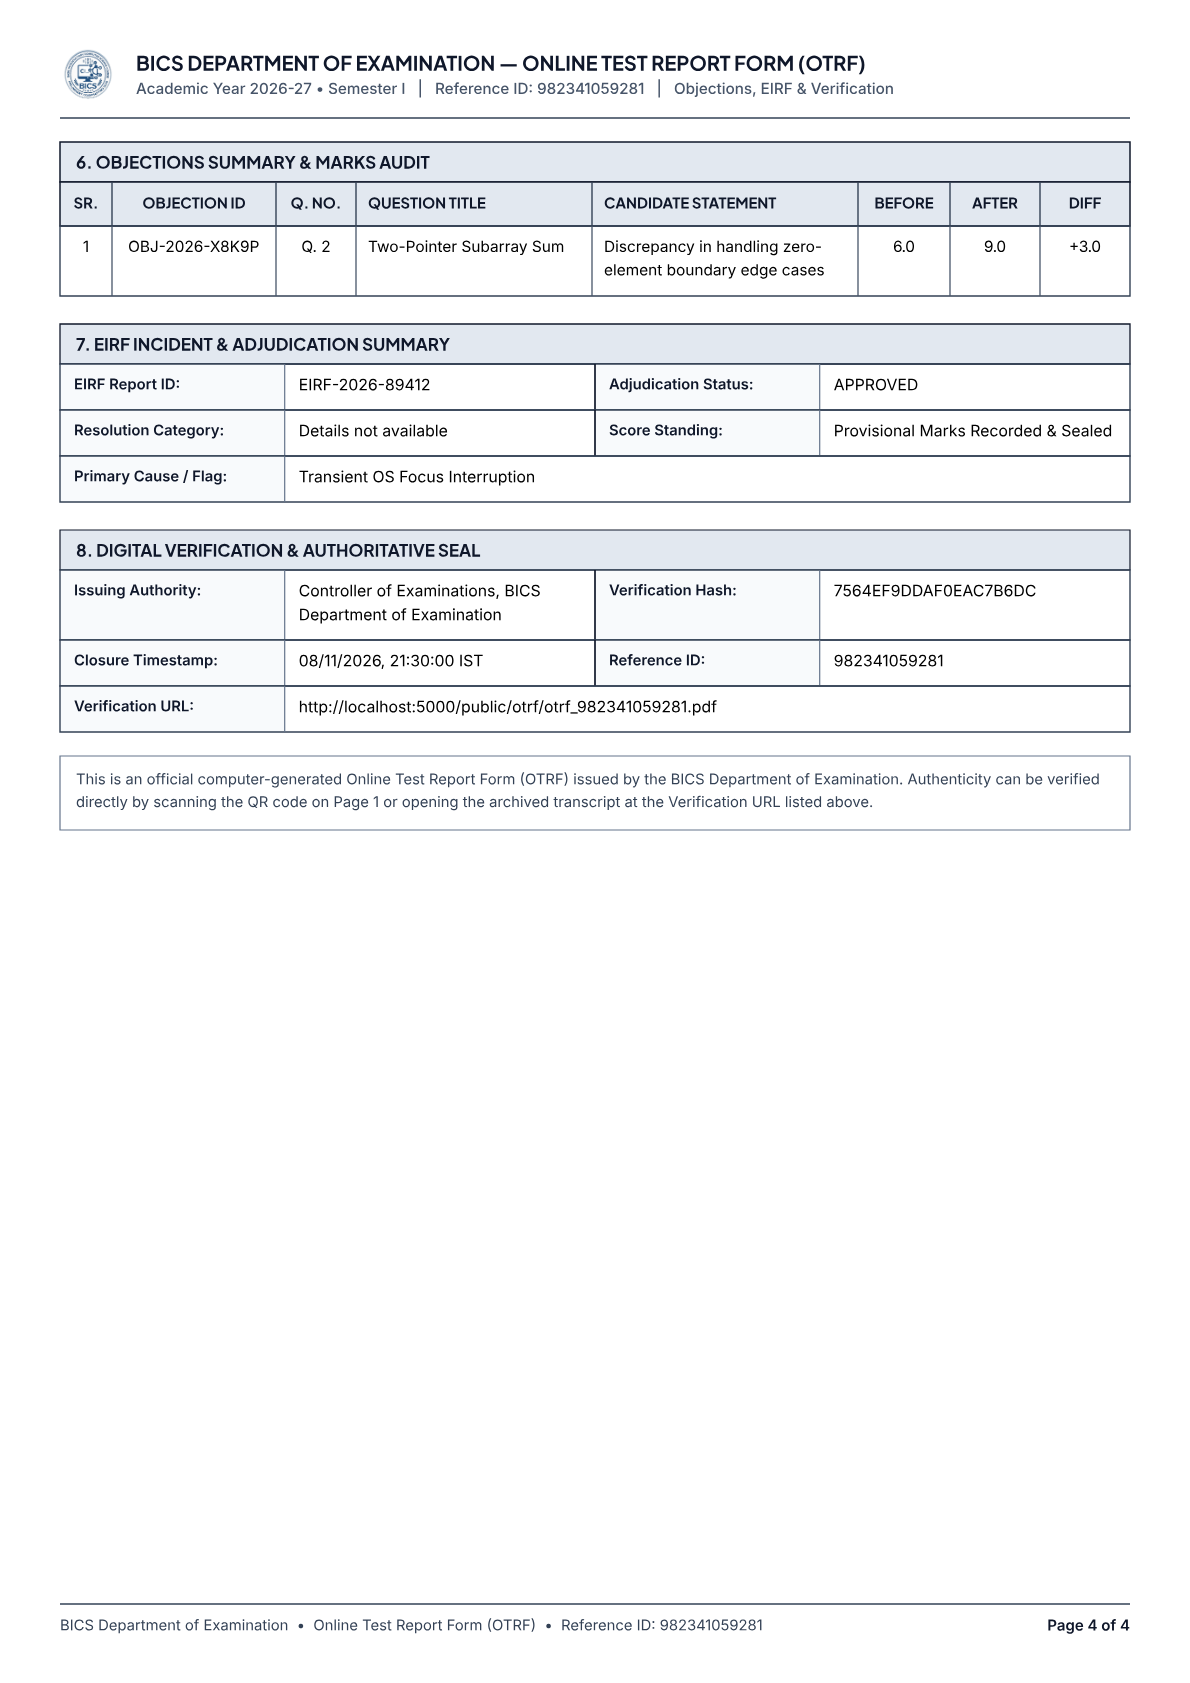 BICS
BICS DEPARTMENT OF EXAMINATION — ONLINE TEST REPORT FORM (OTRF)
Academic Year 2026-27 • Semester I | Reference ID: 982341059281 | Objections, EIRF & Verification
6. OBJECTIONS SUMMARY & MARKS AUDIT
SR. OBJECTION ID Q. NO. QUESTION TITLE CANDIDATE STATEMENT BEFORE AFTER DIFF
1 OBJ-2026-X8K9P Q. 2 Two-Pointer Subarray Sum Discrepancy in handling zero- 6.0 9.0 +3.0
element boundary edge cases
7. EIRF INCIDENT & ADJUDICATION SUMMARY
EIRF Report ID: EIRF-2026-89412 Adjudication Status: APPROVED
Resolution Category: Details not available Score Standing: Provisional Marks Recorded & Sealed
Primary Cause / Flag: Transient OS Focus Interruption
8. DIGITAL VERIFICATION & AUTHORITATIVE SEAL
Issuing Authority: Controller of Examinations, BICS Verification Hash: 7564EF9DDAF0EAC7B6DC
Department of Examination
Closure Timestamp: 08/11/2026, 21:30:00 IST Reference ID: 982341059281
Verification URL: http://localhost:5000/public/otrf/otrf_982341059281.pdf
This is an official computer-generated Online Test Report Form (OTRF) issued by the BICS Department of Examination. Authenticity can be verified
directly by scanning the QR code on Page 1 or opening the archived transcript at the Verification URL listed above.
BICS Department of Examination • Online Test Report Form (OTRF) • Reference ID: 982341059281 Page 4 of 4